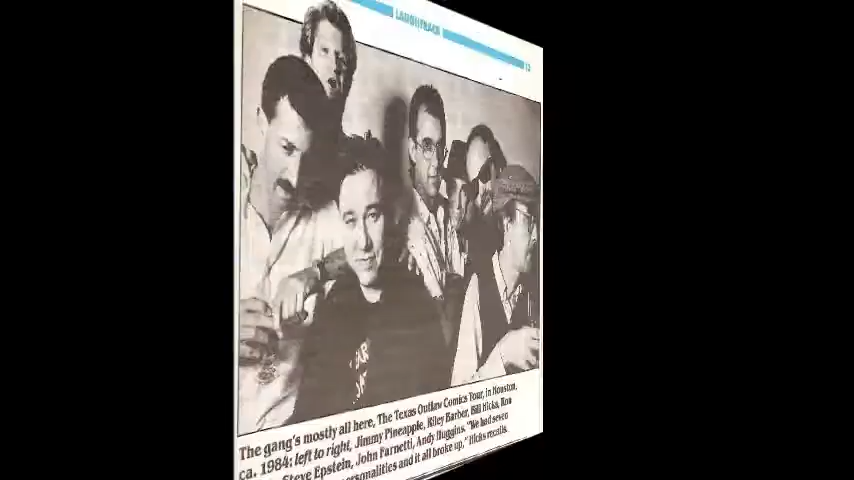 LAUGHTRACK 13
The gang's mostly all here, The Texas Outlaw Comics Tour, in Houston,
ca. 1984: left to right, Jimmy Pineapple, Riley Barber, Bill Hicks, Ron
Steve Epstein, John Farnetti, Andy Huggins. "We had seven
personalities and it all broke up," Hicks recalls.